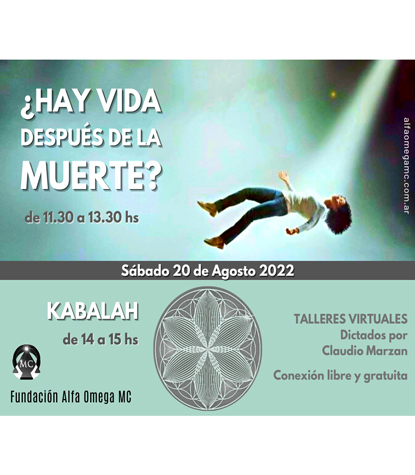 ¿HAY VIDA
DESPUÉS DE LA
MUERTE?
de 11.30 a 13.30 hs
alfaomegamc.com.ar
Sábado 20 de Agosto 2022
KABALAH
de 14 a 15 hs
MC
Fundación Alfa Omega MC
TALLERES VIRTUALES
Dictados por
Claudio Marzan
Conexión libre y gratuita